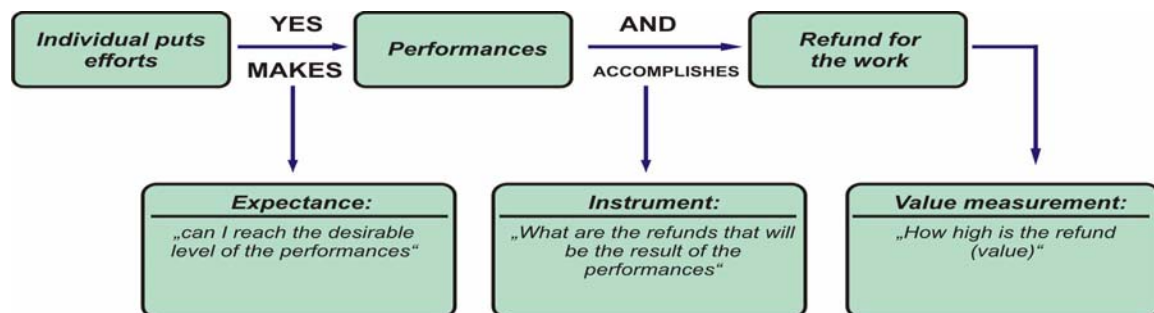 Individual puts
efforts
YES
MAKES
Performances
AND
ACCOMPLISHES
Refund for
the work
Expectance:
„can I reach the desirable
level of the performances“
Instrument:
„What are the refunds that will
be the result of the
performances“
Value measurement:
„How high is the refund
(value)“